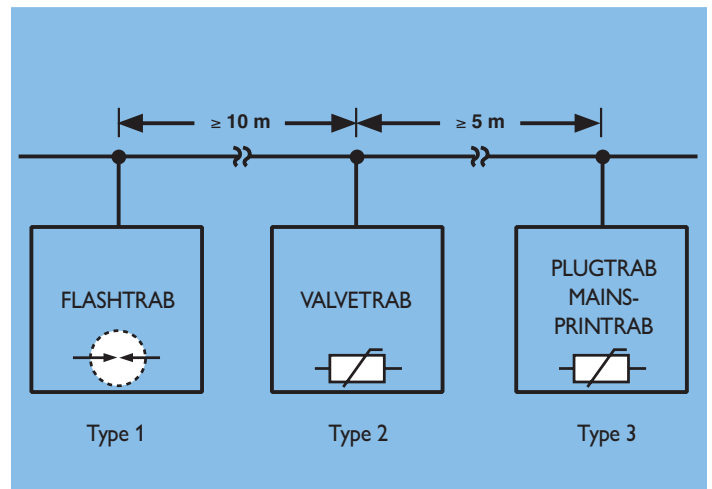 ≥ 10 m
≥ 5 m
FLASHTRAB
VALVETRAB
PLUGTRAB
MAINS-
PRINTRAB
Type 1
Type 2
Type 3